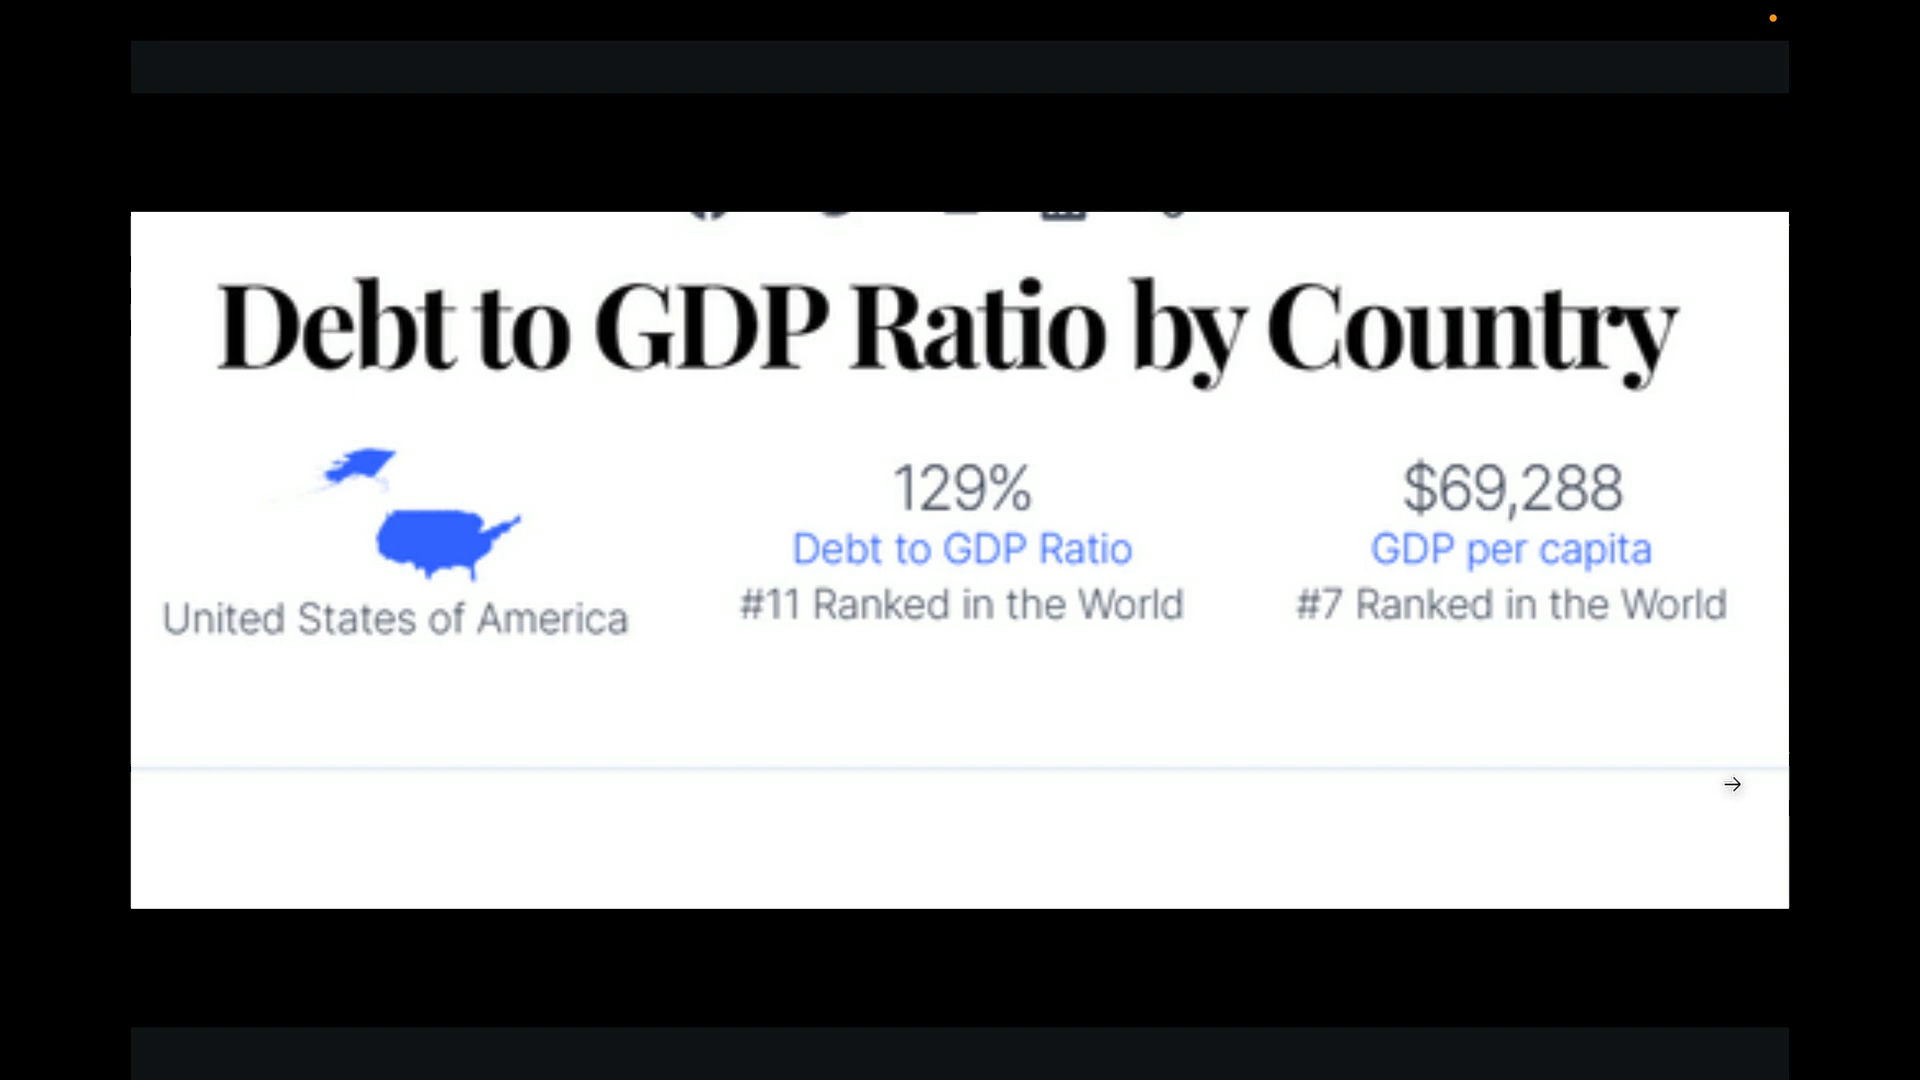 Debt to GDP Ratio by Country
129%
$69,288
Debt to GDP Ratio
GDP per capita
#11 Ranked in the World
#7 Ranked in the World
United States of America